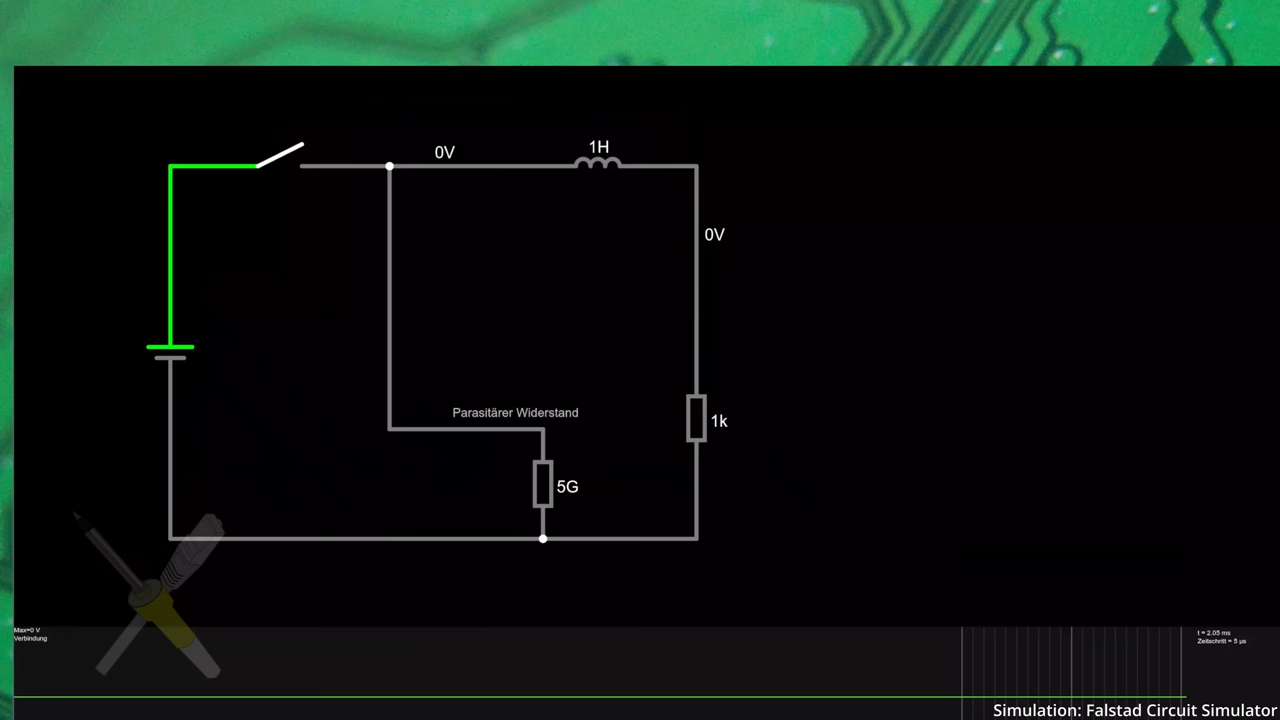 1H
0V
0V
Parasitärer Widerstand
1k
5G
Max=0 V
Verbindung
t = 2.05 ms
Zeitschritt = 5 µs
Simulation: Falstad Circuit Simulator